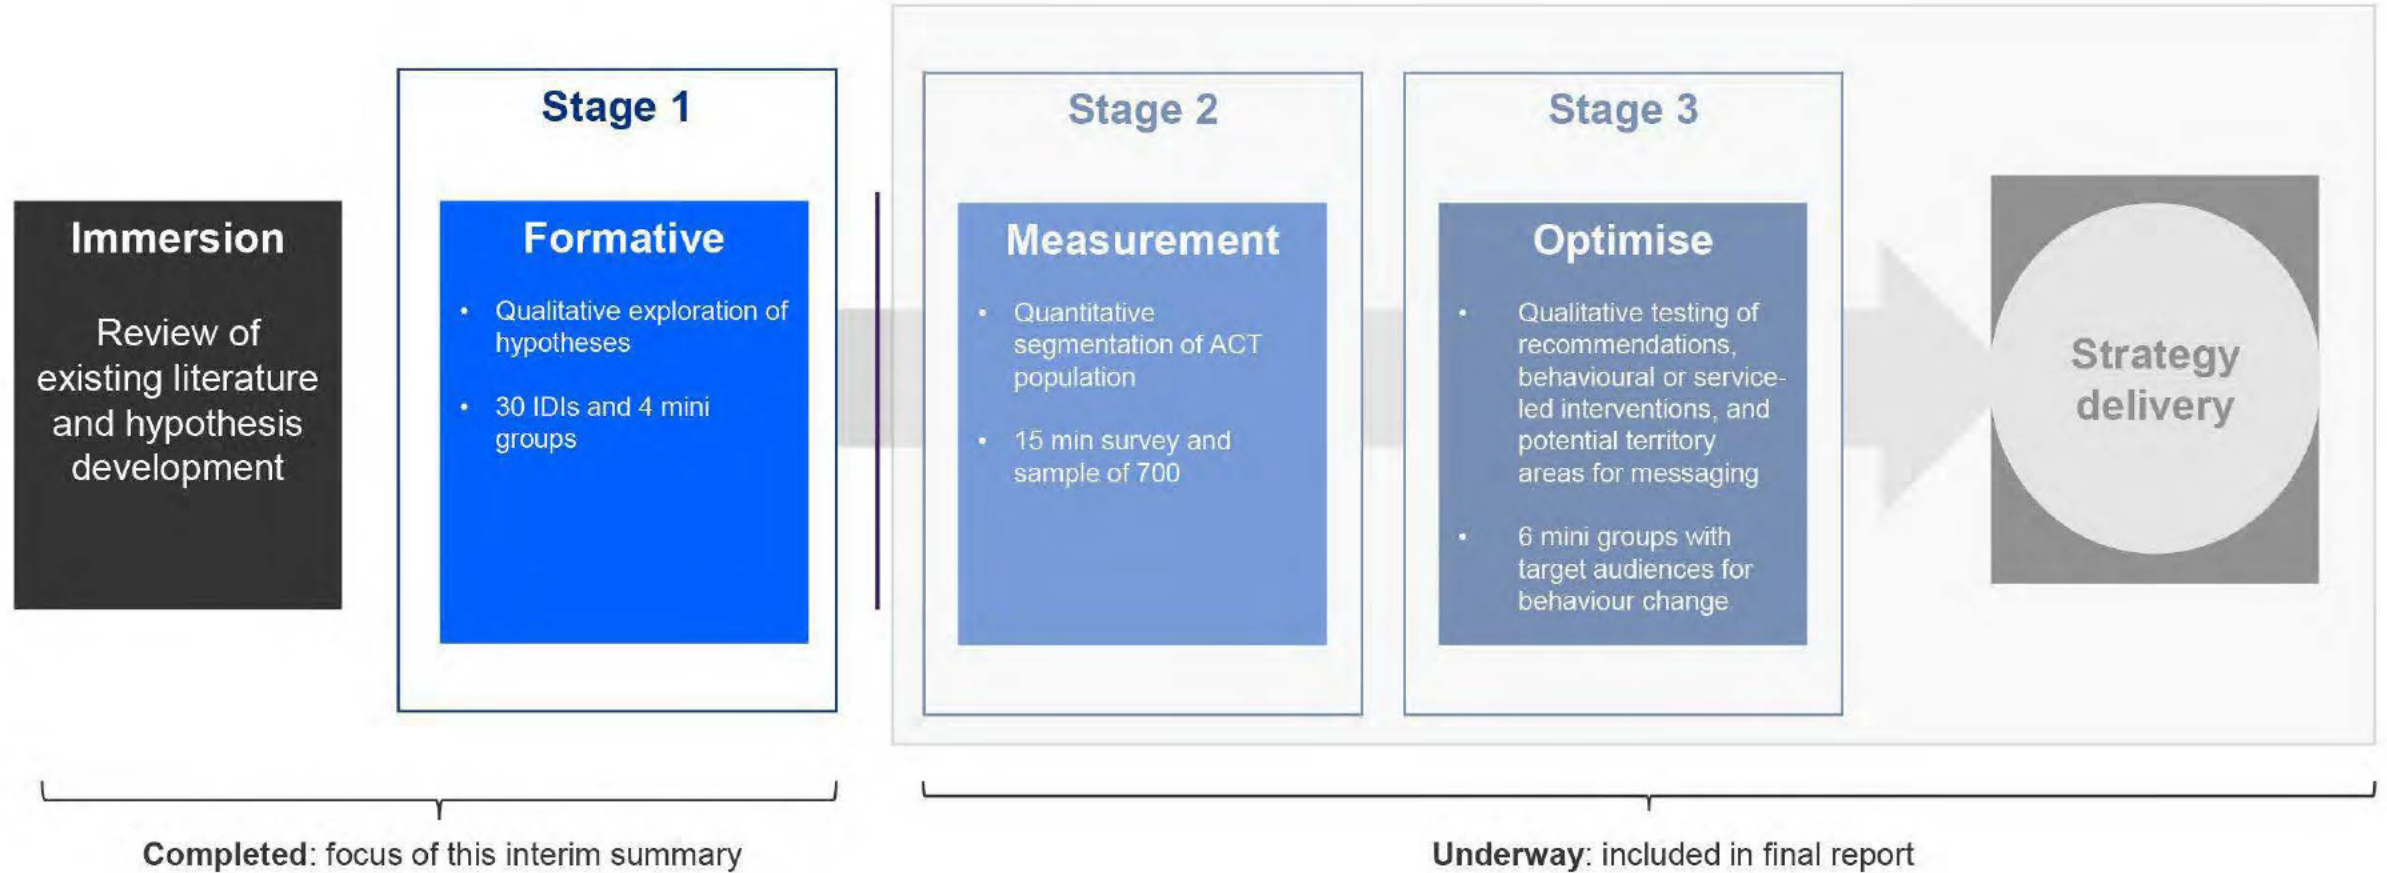 Immersion
Review of
existing literature
and hypothesis
development
Stage 1
Formative
• Qualitative exploration of
hypotheses
• 30 IDIs and 4 mini
groups
Stage 2
Measurement
• Quantitative
segmentation of ACT
population
• 15 min survey and
sample of 700
Stage 3
Optimise
• Qualitative testing of
recommendations,
behavioural or service-
led interventions, and
potential territory
areas for messaging
• 6 mini groups with
target audiences for
behaviour change
Strategy
delivery
Completed: focus of this interim summary
Underway: included in final report